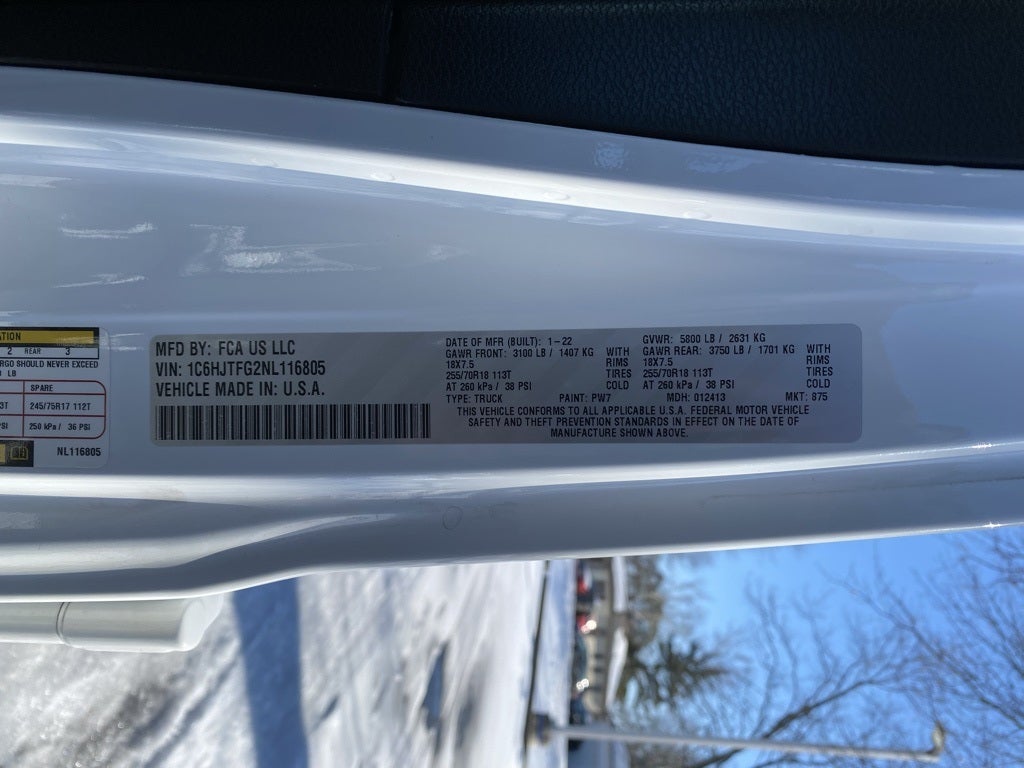 ATION
2 REAR 3
RGO SHOULD NEVER EXCEED
LB
SPARE
3T 245/75R17 112T
PSI 250 kPa / 36 PSI
NL116805
MFD BY: FCA US LLC
VIN: 1C6HJTFG2NL116805
VEHICLE MADE IN: U.S.A.
DATE OF MFR (BUILT): 1-22
GAWR FRONT: 3100 LB / 1407 KG WITH
18X7.5 RIMS
255/70R18 113T TIRES
AT 260 kPa / 38 PSI COLD
GVWR: 5800 LB / 2631 KG
GAWR REAR: 3750 LB / 1701 KG WITH
18X7.5 RIMS
255/70R18 113T TIRES
AT 260 kPa / 38 PSI COLD
TYPE: TRUCK PAINT: PW7 MDH: 012413 MKT: 875
THIS VEHICLE CONFORMS TO ALL APPLICABLE U.S.A. FEDERAL MOTOR VEHICLE
SAFETY AND THEFT PREVENTION STANDARDS IN EFFECT ON THE DATE OF
MANUFACTURE SHOWN ABOVE.